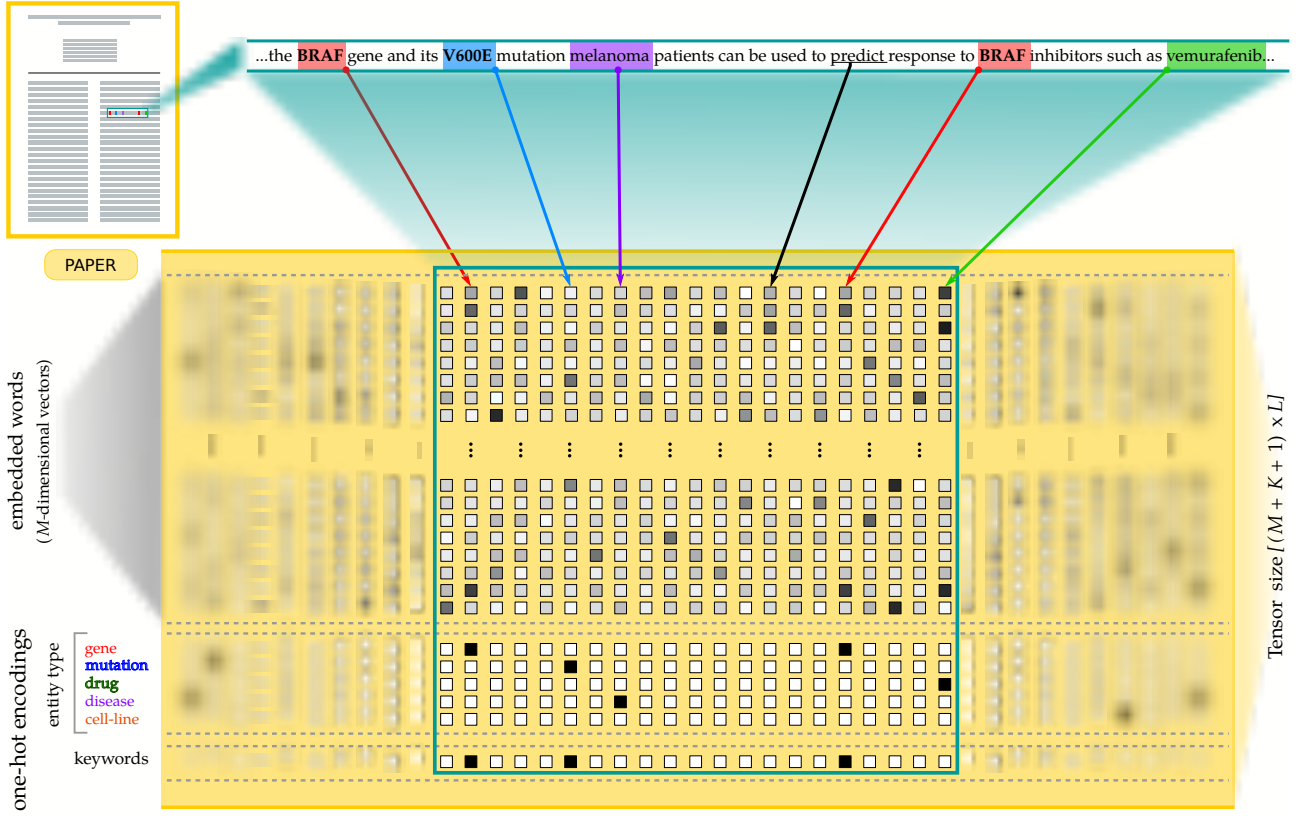 ...the BRAF gene and its V600E mutation melanoma patients can be used to predict response to BRAF inhibitors such as vemurafenib...
PAPER
embedded words
(M-dimensional vectors)
Tensor size [(M + K + 1) x L]
one-hot encodings
entity type
gene
mutation
drug
disease
cell-line
keywords